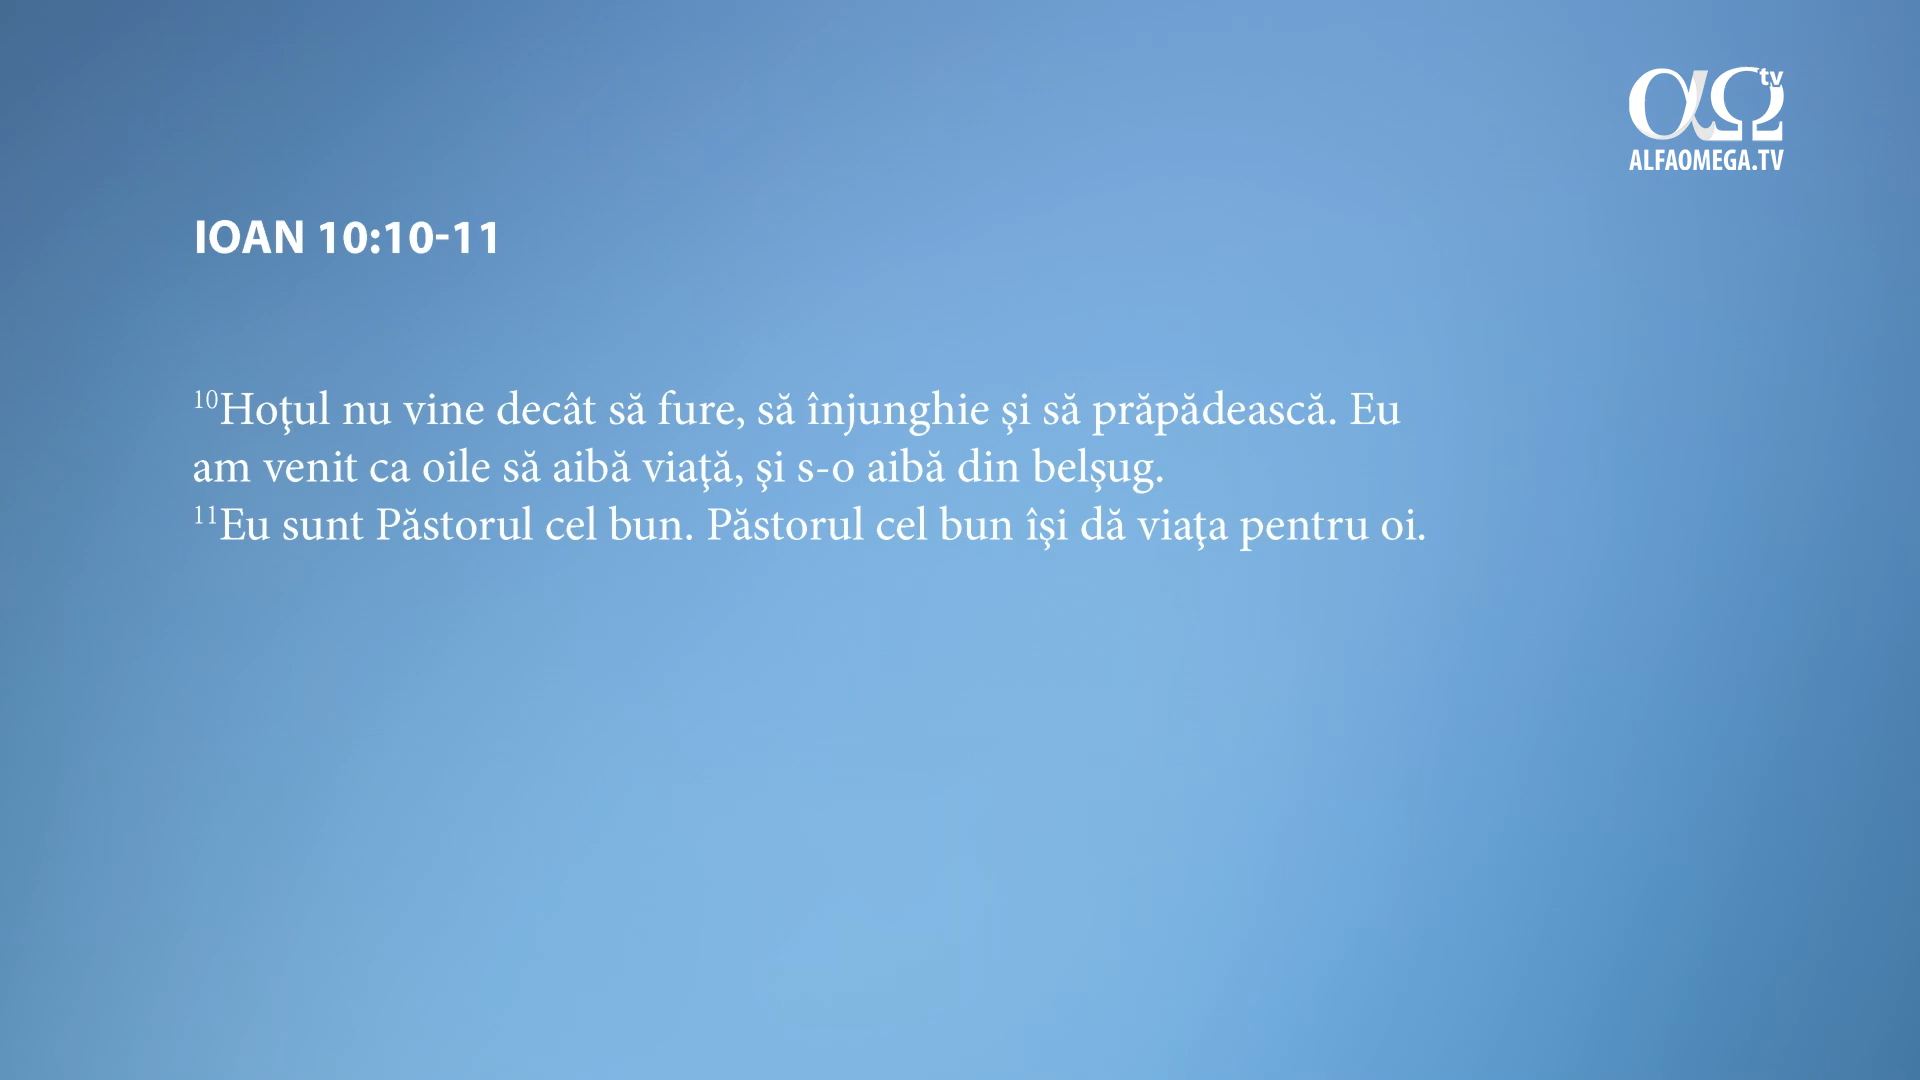 αΩ tv
ALFAOMEGA.TV
IOAN 10:10-11
10Hoţul nu vine decât să fure, să înjunghie şi să prăpădească. Eu
am venit ca oile să aibă viaţă, şi s-o aibă din belşug.
11Eu sunt Păstorul cel bun. Păstorul cel bun îşi dă viaţa pentru oi.